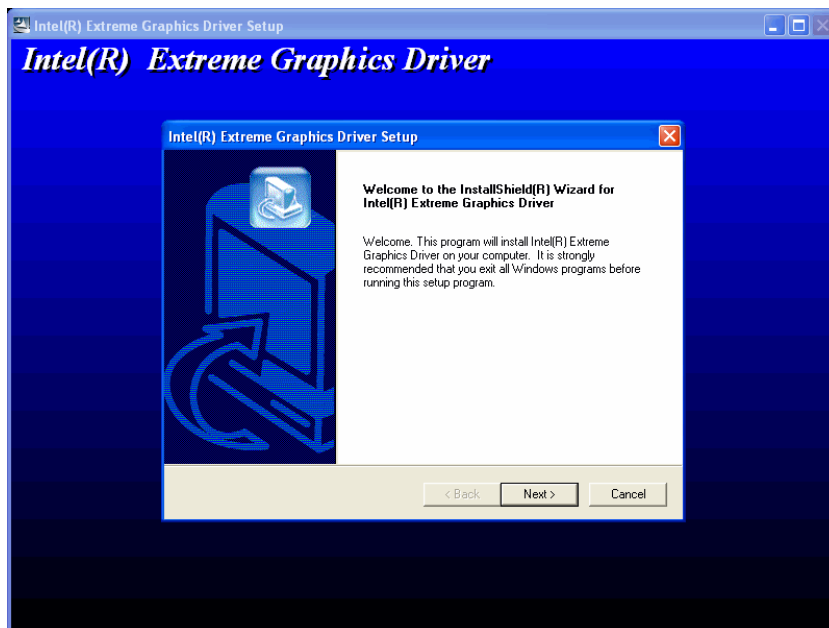 Intel(R) Extreme Graphics Driver Setup
Intel(R) Extreme Graphics Driver
Intel(R) Extreme Graphics Driver Setup
Welcome to the InstallShield(R) Wizard for
Intel(R) Extreme Graphics Driver
Welcome. This program will install Intel(R) Extreme
Graphics Driver on your computer. It is strongly
recommended that you exit all Windows programs before
running this setup program.
< Back
Next >
Cancel